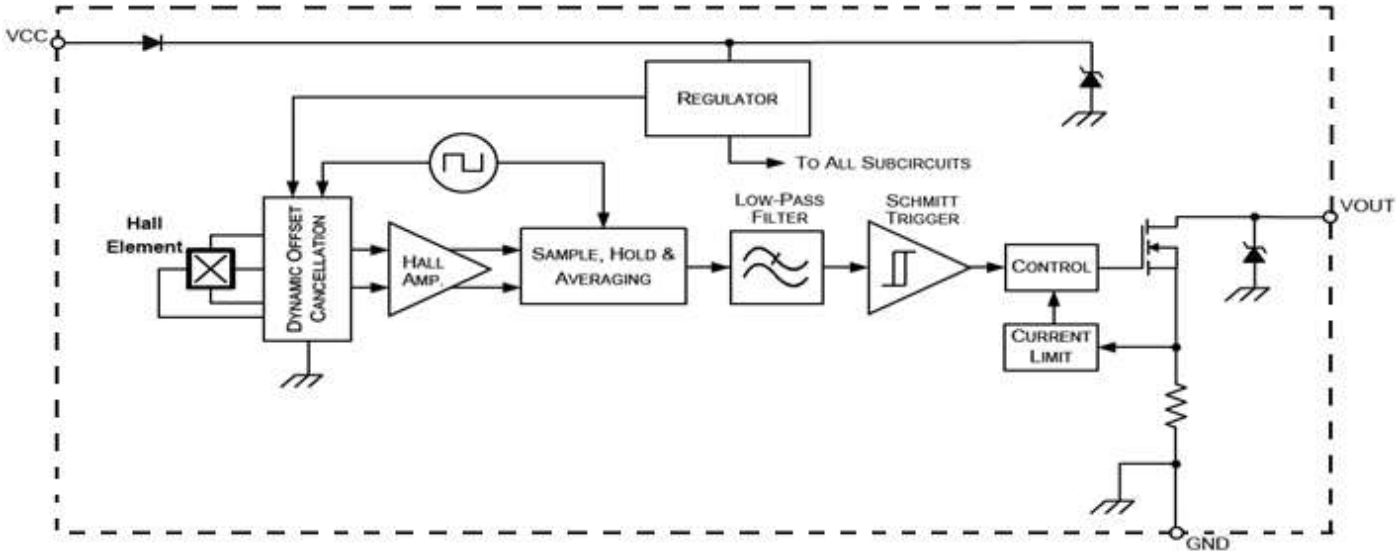 VCC
REGULATOR
TO ALL SUBCIRCUITS
LOW-PASS
FILTER
SCHMITT
TRIGGER
VOUT
Hall
Element
DYNAMIC OFFSET
CANCELLATION
HALL
AMP.
SAMPLE, HOLD &
AVERAGING
CONTROL
CURRENT
LIMIT
GND